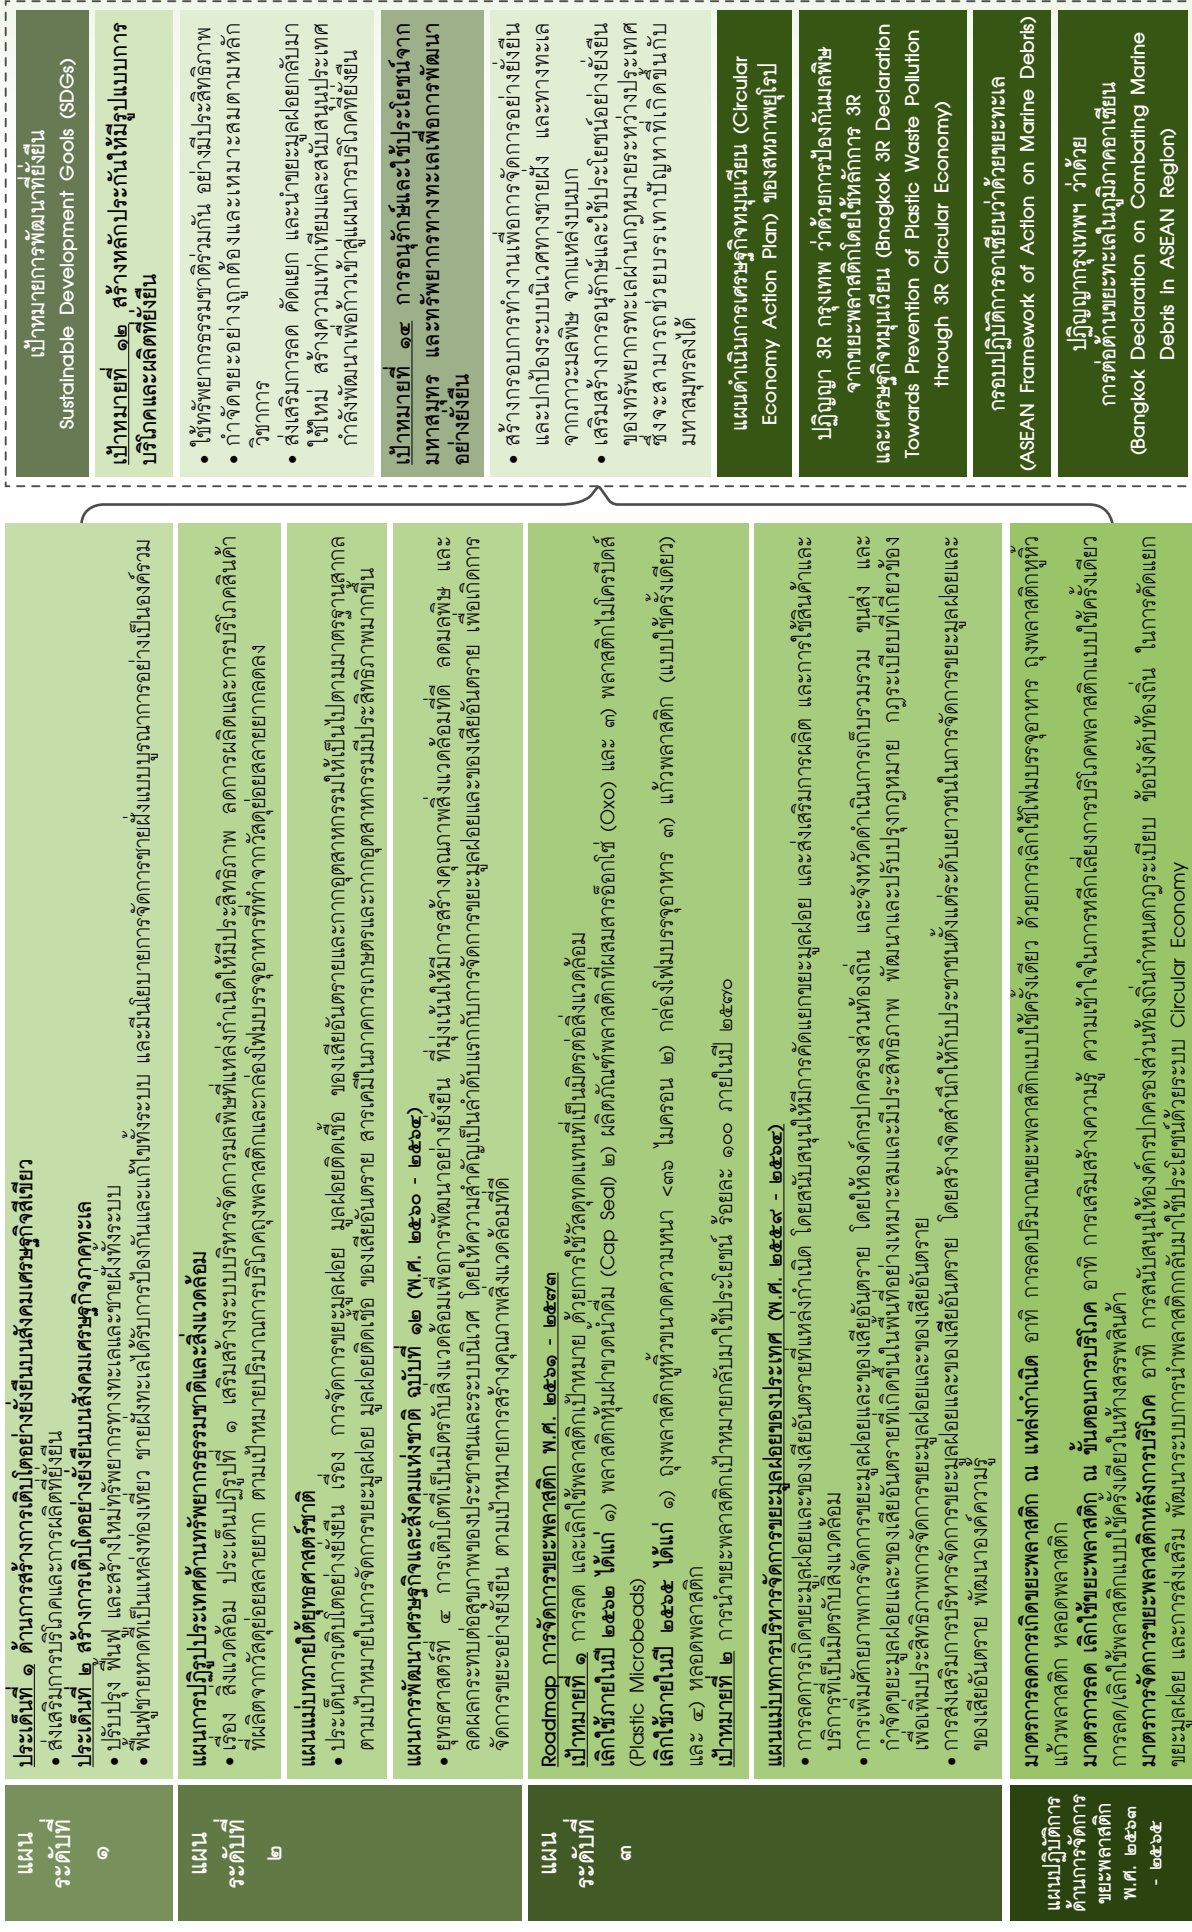 แผน
ระดับที่
๑
ประเด็นที่ ๑ ด้านการสร้างการเติบโตอย่างยั่งยืนบนสังคมเศรษฐกิจสีเขียว
• ส่งเสริมการบริโภคและการผลิตที่ยั่งยืน
ประเด็นที่ ๒ สร้างการเติบโตอย่างยั่งยืนบนสังคมเศรษฐกิจภาคทะเล
• ปรับปรุง ฟื้นฟู และสร้างใหม่ทรัพยากรทางทะเลและชายฝั่งทั้งระบบ
• ฟื้นฟูชายหาดที่เป็นแหล่งท่องเที่ยว ชายฝั่งทะเลได้รับการป้องกันและแก้ไขทั้งระบบ และมีนโยบายการจัดการชายฝั่งแบบบูรณาการอย่างเป็นองค์รวม
แผน
ระดับที่
๒
แผนการปฏิรูปประเทศด้านทรัพยากรธรรมชาติและสิ่งแวดล้อม
• เรื่อง สิ่งแวดล้อม ประเด็นปฏิรูปที่ ๑ เสริมสร้างระบบบริหารจัดการมลพิษที่แหล่งกำเนิดให้มีประสิทธิภาพ ลดการผลิตและการบริโภคสินค้า
ที่ผลิตจากวัสดุย่อยสลายยาก ตามเป้าหมายปริมาณการบริโภคถุงพลาสติกและกล่องโฟมบรรจุอาหารที่ทำจากวัสดุย่อยสลายยากลดลง
แผนแม่บทภายใต้ยุทธศาสตร์ชาติ
• ประเด็นการเติบโตอย่างยั่งยืน เรื่อง การจัดการขยะมูลฝอย มูลฝอยติดเชื้อ ของเสียอันตรายและกากอุตสาหกรรมให้เป็นไปตามมาตรฐานสากล
ตามเป้าหมายในการจัดการขยะมูลฝอย มูลฝอยติดเชื้อ ของเสียอันตราย สารเคมีในภาคการเกษตรและกากอุตสาหกรรมมีประสิทธิภาพมากขึ้น
แผนการพัฒนาเศรษฐกิจและสังคมแห่งชาติ ฉบับที่ ๑๒ (พ.ศ. ๒๕๖๐ - ๒๕๖๔)
• ยุทธศาสตร์ที่ ๔ การเติบโตที่เป็นมิตรกับสิ่งแวดล้อมเพื่อการพัฒนาอย่างยั่งยืน ที่มุ่งเน้นให้มีการสร้างคุณภาพสิ่งแวดล้อมที่ดี ลดมลพิษ และ
ลดผลกระทบต่อสุขภาพของประชาชนและระบบนิเวศ โดยให้ความสำคัญเป็นลำดับแรกกับการจัดการขยะมูลฝอยและของเสียอันตราย เพื่อเกิดการ
จัดการขยะอย่างยั่งยืน ตามเป้าหมายการสร้างคุณภาพสิ่งแวดล้อมที่ดี
แผน
ระดับที่
๓
Roadmap การจัดการขยะพลาสติก พ.ศ. ๒๕๖๑ - ๒๕๗๓
เป้าหมายที่ ๑ การลด และเลิกใช้พลาสติกเป้าหมาย ด้วยการใช้วัสดุทดแทนที่เป็นมิตรต่อสิ่งแวดล้อม
เลิกใช้ภายในปี ๒๕๖๒ ได้แก่ ๑) พลาสติกหุ้มฝาขวดน้ำดื่ม (Cap Seal) ๒) ผลิตภัณฑ์พลาสติกที่ผสมสารอ็อกโซ่ (Oxo) และ ๓) พลาสติกไมโครบีดส์
(Plastic Microbeads)
เลิกใช้ภายในปี ๒๕๖๕ ได้แก่ ๑) ถุงพลาสติกหูหิ้วขนาดความหนา <๓๖ ไมครอน ๒) กล่องโฟมบรรจุอาหาร ๓) แก้วพลาสติก (แบบใช้ครั้งเดียว)
และ ๔) หลอดพลาสติก
เป้าหมายที่ ๒ การนำขยะพลาสติกเป้าหมายกลับมาใช้ประโยชน์ ร้อยละ ๑๐๐ ภายในปี ๒๕๗๐
แผนแม่บทการบริหารจัดการขยะมูลฝอยของประเทศ (พ.ศ. ๒๕๕๙ - ๒๕๖๔)
• การลดการเกิดขยะมูลฝอยและของเสียอันตรายที่แหล่งกำเนิด โดยสนับสนุนให้มีการคัดแยกขยะมูลฝอย และส่งเสริมการผลิต และการใช้สินค้าและ
บริการที่เป็นมิตรกับสิ่งแวดล้อม
• การเพิ่มศักยภาพการจัดการขยะมูลฝอยและของเสียอันตราย โดยให้องค์กรปกครองส่วนท้องถิ่น และจังหวัดดำเนินการเก็บรวบรวม ขนส่ง และ
กำจัดขยะมูลฝอยและของเสียอันตรายที่เกิดขึ้นในพื้นที่อย่างเหมาะสมและมีประสิทธิภาพ พัฒนาและปรับปรุงกฎหมาย กฎระเบียบที่เกี่ยวข้อง
เพื่อเพิ่มประสิทธิภาพการจัดการขยะมูลฝอยและของเสียอันตราย
• การส่งเสริมการบริหารจัดการขยะมูลฝอยและของเสียอันตราย โดยสร้างจิตสำนึกให้กับประชาชนตั้งแต่ระดับเยาวชนในการจัดการขยะมูลฝอยและ
ของเสียอันตราย พัฒนาองค์ความรู้
แผนปฏิบัติการ
ด้านการจัดการ
ขยะพลาสติก
พ.ศ. ๒๕๖๓
- ๒๕๖๕
มาตรการลดการเกิดขยะพลาสติก ณ แหล่งกำเนิด อาทิ การลดปริมาณขยะพลาสติกแบบใช้ครั้งเดียว ด้วยการเลิกใช้โฟมบรรจุอาหาร ถุงพลาสติกหูหิ้ว
แก้วพลาสติก หลอดพลาสติก
มาตรการลด เลิกใช้ขยะพลาสติก ณ ขั้นตอนการบริโภค อาทิ การเสริมสร้างความรู้ ความเข้าใจในการหลีกเลี่ยงการบริโภคพลาสติกแบบใช้ครั้งเดียว
การลด/เลิกใช้พลาสติกแบบใช้ครั้งเดียวในห้างสรรพสินค้า
มาตรการจัดการขยะพลาสติกหลังการบริโภค อาทิ การสนับสนุนให้องค์กรปกครองส่วนท้องถิ่นกำหนดกฎระเบียบ ข้อบังคับท้องถิ่น ในการคัดแยก
ขยะมูลฝอย และการส่งเสริม พัฒนาระบบการนำพลาสติกกลับมาใช้ประโยชน์ด้วยระบบ Circular Economy
เป้าหมายการพัฒนาที่ยั่งยืน
Sustainable Development Goals (SDGs)
เป้าหมายที่ ๑๒ สร้างหลักประกันให้มีรูปแบบการ
บริโภคและผลิตที่ยั่งยืน
• ใช้ทรัพยากรธรรมชาติร่วมกัน อย่างมีประสิทธิภาพ
• กำจัดขยะอย่างถูกต้องและเหมาะสมตามหลัก
วิชาการ
• ส่งเสริมการลด คัดแยก และนำขยะมูลฝอยกลับมา
ใช้ใหม่ สร้างความเท่าเทียมและสนับสนุนประเทศ
กำลังพัฒนาเพื่อก้าวเข้าสู่แผนการบริโภคที่ยั่งยืน
เป้าหมายที่ ๑๔ การอนุรักษ์และใช้ประโยชน์จาก
มหาสมุทร และทรัพยากรทางทะเลเพื่อการพัฒนา
อย่างยั่งยืน
• สร้างกรอบการทำงานเพื่อการจัดการอย่างยั่งยืน
และปกป้องระบบนิเวศทางชายฝั่ง และทางทะเล
จากภาวะมลพิษ จากแหล่งบนบก
• เสริมสร้างการอนุรักษ์และใช้ประโยชน์อย่างยั่งยืน
ของทรัพยากรทะเลผ่านกฎหมายระหว่างประเทศ
ซึ่งจะสามารถช่วยบรรเทาปัญหาที่เกิดขึ้นกับ
มหาสมุทรลงได้
แผนดำเนินการเศรษฐกิจหมุนเวียน (Circular
Economy Action Plan) ของสหภาพยุโรป
ปฏิญญา 3R กรุงเทพ ว่าด้วยการป้องกันมลพิษ
จากขยะพลาสติกโดยใช้หลักการ 3R
และเศรษฐกิจหมุนเวียน (Bnagkok 3R Declaration
Towards Prevention of Plastic Waste Pollution
through 3R Circular Economy)
กรอบปฏิบัติการอาเซียนว่าด้วยขยะทะเล
(ASEAN Framework of Action on Marine Debris)
ปฏิญญากรุงเทพฯ ว่าด้วย
การต่อต้านขยะทะเลในภูมิภาคอาเซียน
(Bangkok Declaration on Combating Marine
Debris In ASEAN Region)